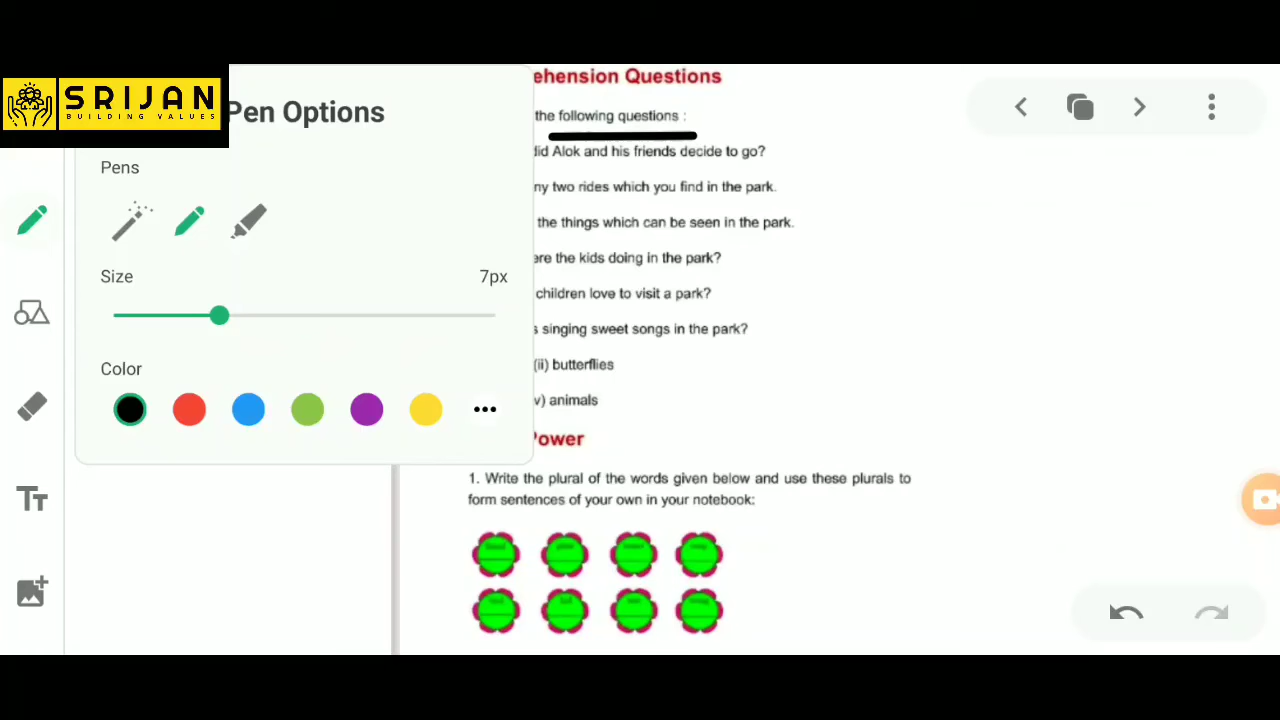 SRIJAN
BUILDING VALUES
Pen Options
Pens
Size 7px
Color
ehension Questions
the following questions :
did Alok and his friends decide to go?
ny two rides which you find in the park.
the things which can be seen in the park.
ere the kids doing in the park?
children love to visit a park?
s singing sweet songs in the park?
(ii) butterflies
v) animals
Power
1. Write the plural of the words given below and use these plurals to
form sentences of your own in your notebook:
TT